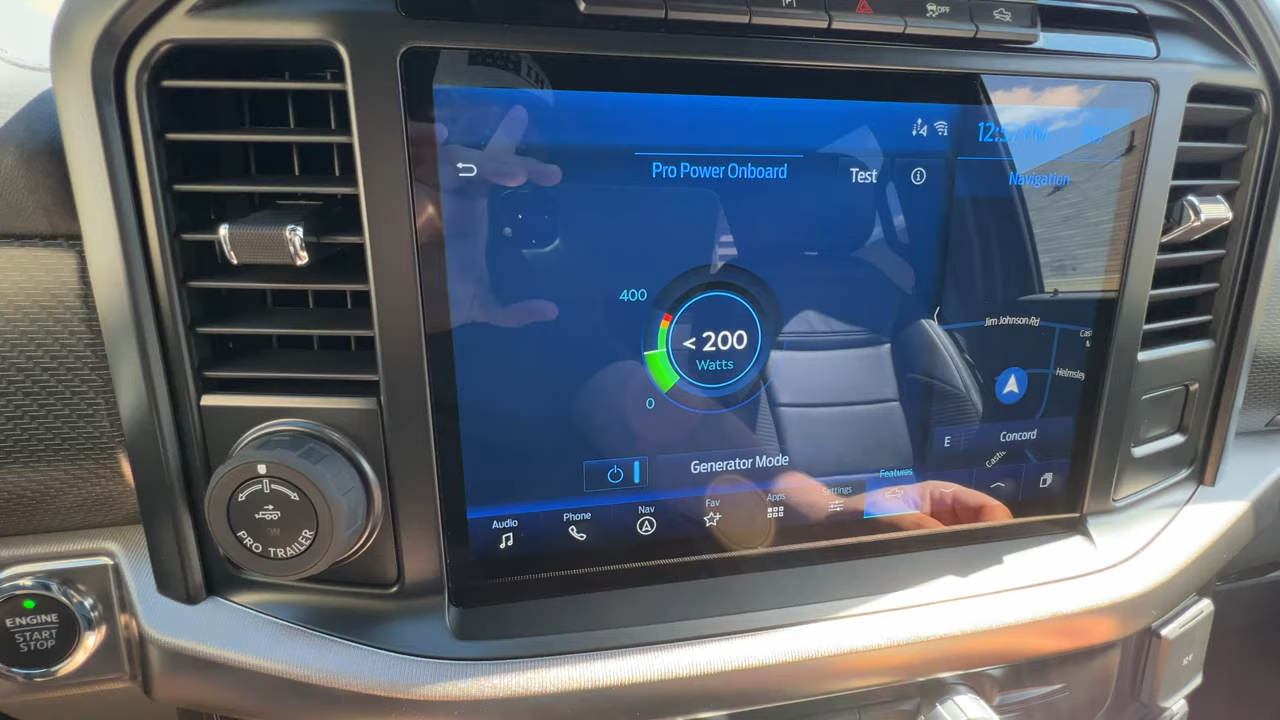 OFF
Pro Power Onboard
Test
Navigation
400
< 200
Watts
0
Jim Johnson Rd
Helmsley
E
Concord
Generator Mode
Audio
Phone
Nav
Fav
Apps
Settings
Features
PRO TRAILER
ENGINE
START
STOP